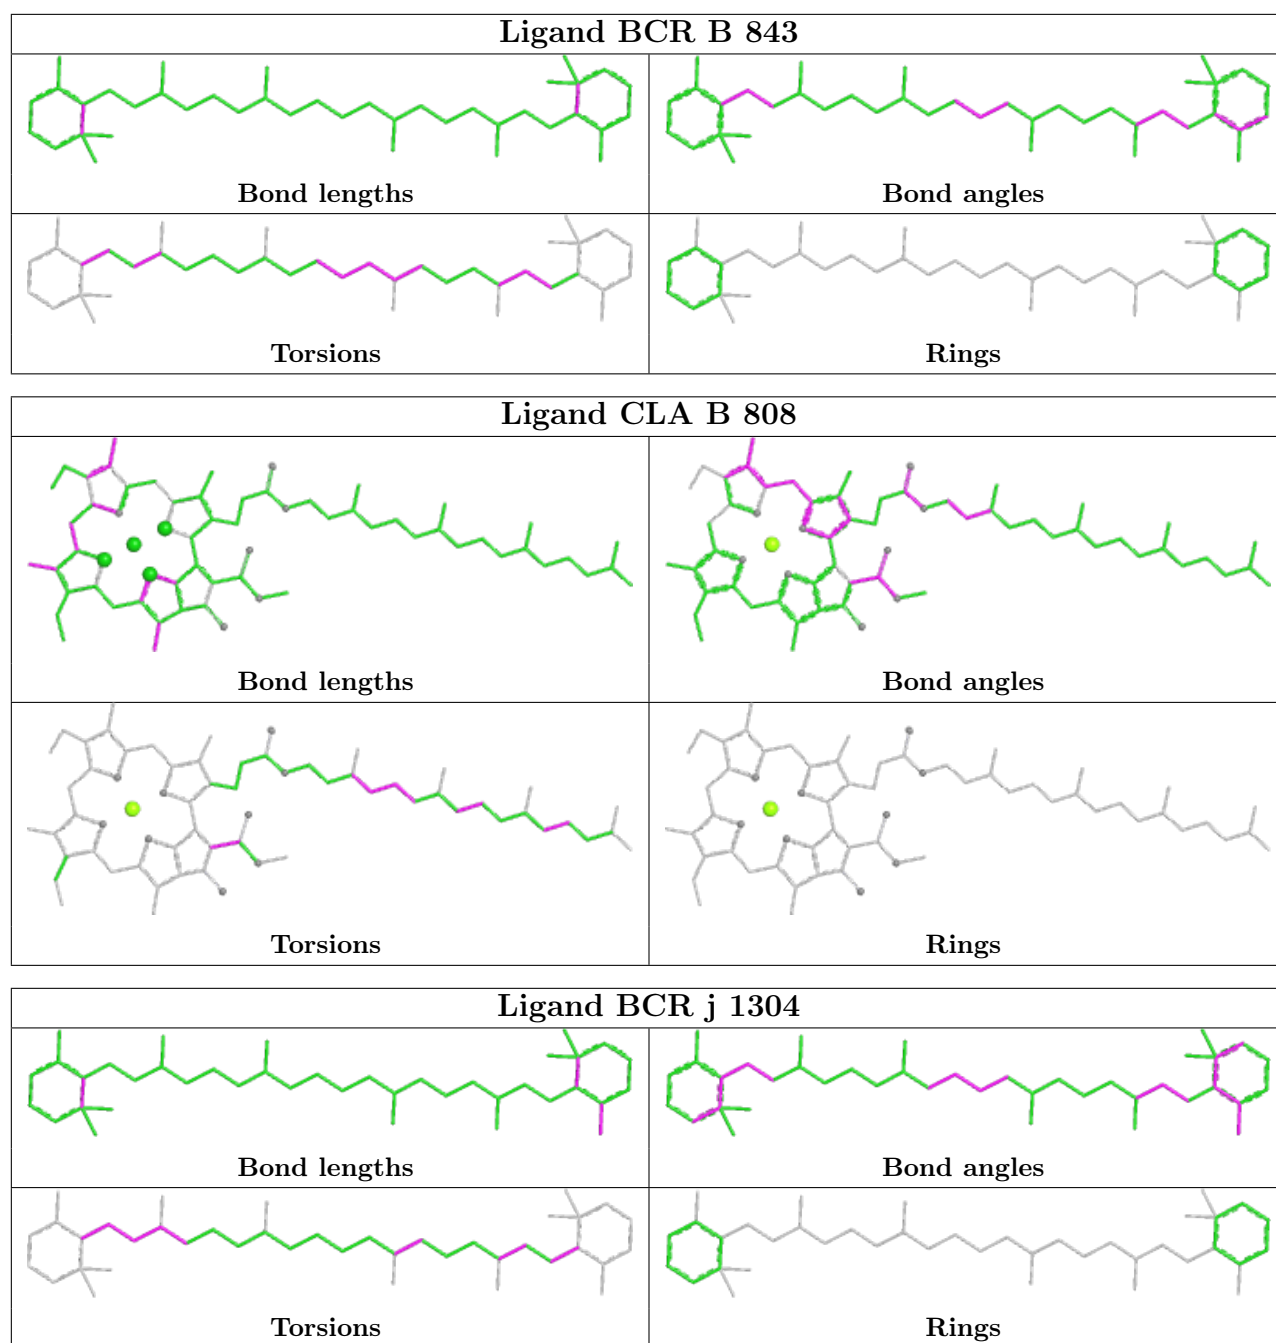 Ligand BCR B 843
Bond lengths
Bond angles
Torsions
Rings
Ligand CLA B 808
Bond lengths
Bond angles
Torsions
Rings
Ligand BCR j 1304
Bond lengths
Bond angles
Torsions
Rings